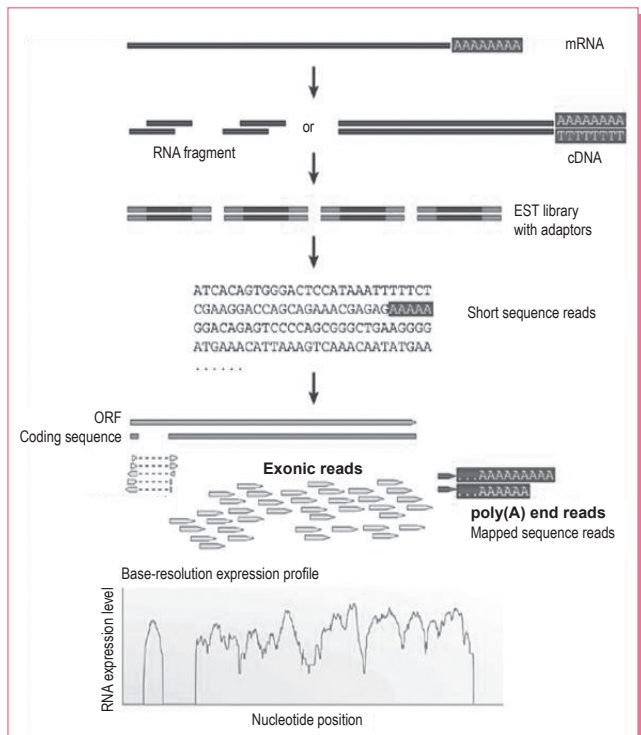 AAAAAAAA mRNA
or
AAAAAAAA
TTTTTTTT
RNA fragment
cDNA
EST library
with adaptors
ATCACAGTGGGACTCCATAAATTTTTCT
CGAAGGACCAGCAGAAACGAGAGAAAAA
GGACAGAGTCCCCAGCGGGCTGAAGGGG
ATGAAACATTAAAGTCAAACAATATGAA
. . . . . .
Short sequence reads
ORF
Coding sequence
Exonic reads
...AAAAAAAAA
...AAAAAA
poly(A) end reads
Mapped sequence reads
Base-resolution expression profile
RNA expression level
Nucleotide position